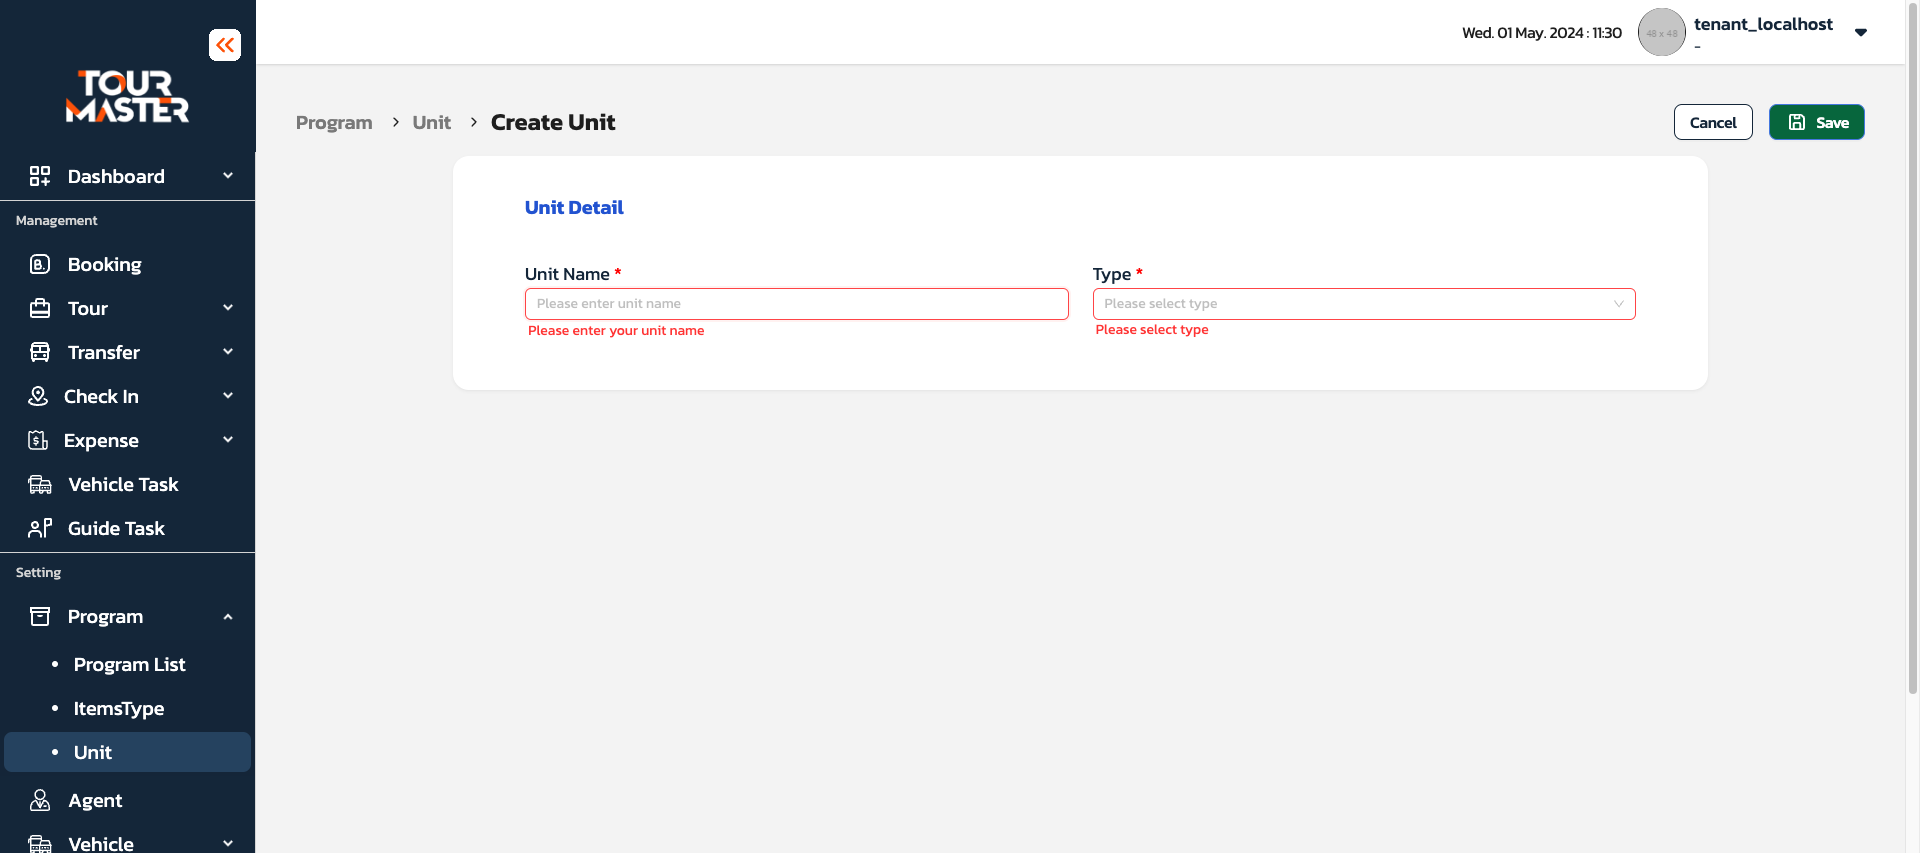 TOUR
MASTER
Dashboard
Management
Booking
Tour
Transfer
Check In
Expense
Vehicle Task
Guide Task
Setting
Program
• Program List
• ItemsType
• Unit
Agent
Vehicle
Wed. 01 May. 2024 : 11:30
48 x 48
tenant_localhost
-
Program > Unit > Create Unit
Cancel
Save
Unit Detail
Unit Name *
Please enter unit name
Please enter your unit name
Type *
Please select type
Please select type